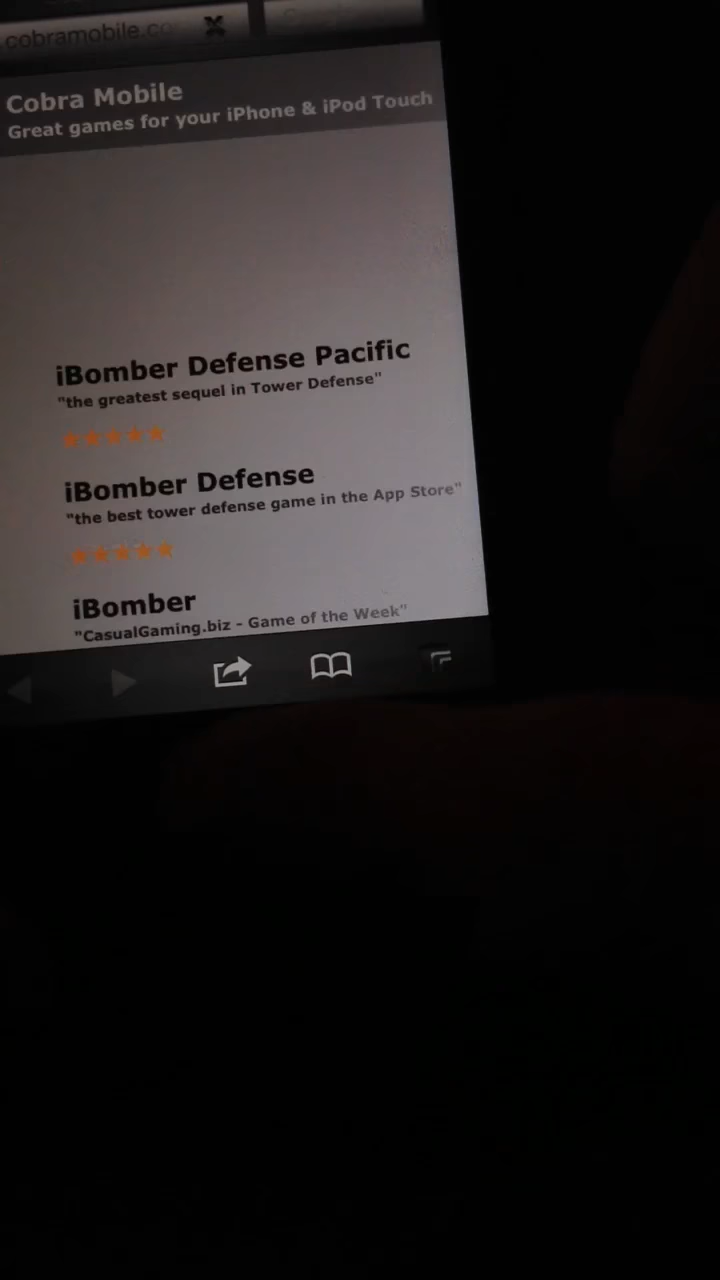 cobramobile.co
Cobra Mobile
Great games for your iPhone & iPod Touch
iBomber Defense Pacific
"the greatest sequel in Tower Defense"
iBomber Defense
"the best tower defense game in the App Store"
iBomber
"CasualGaming.biz - Game of the Week"